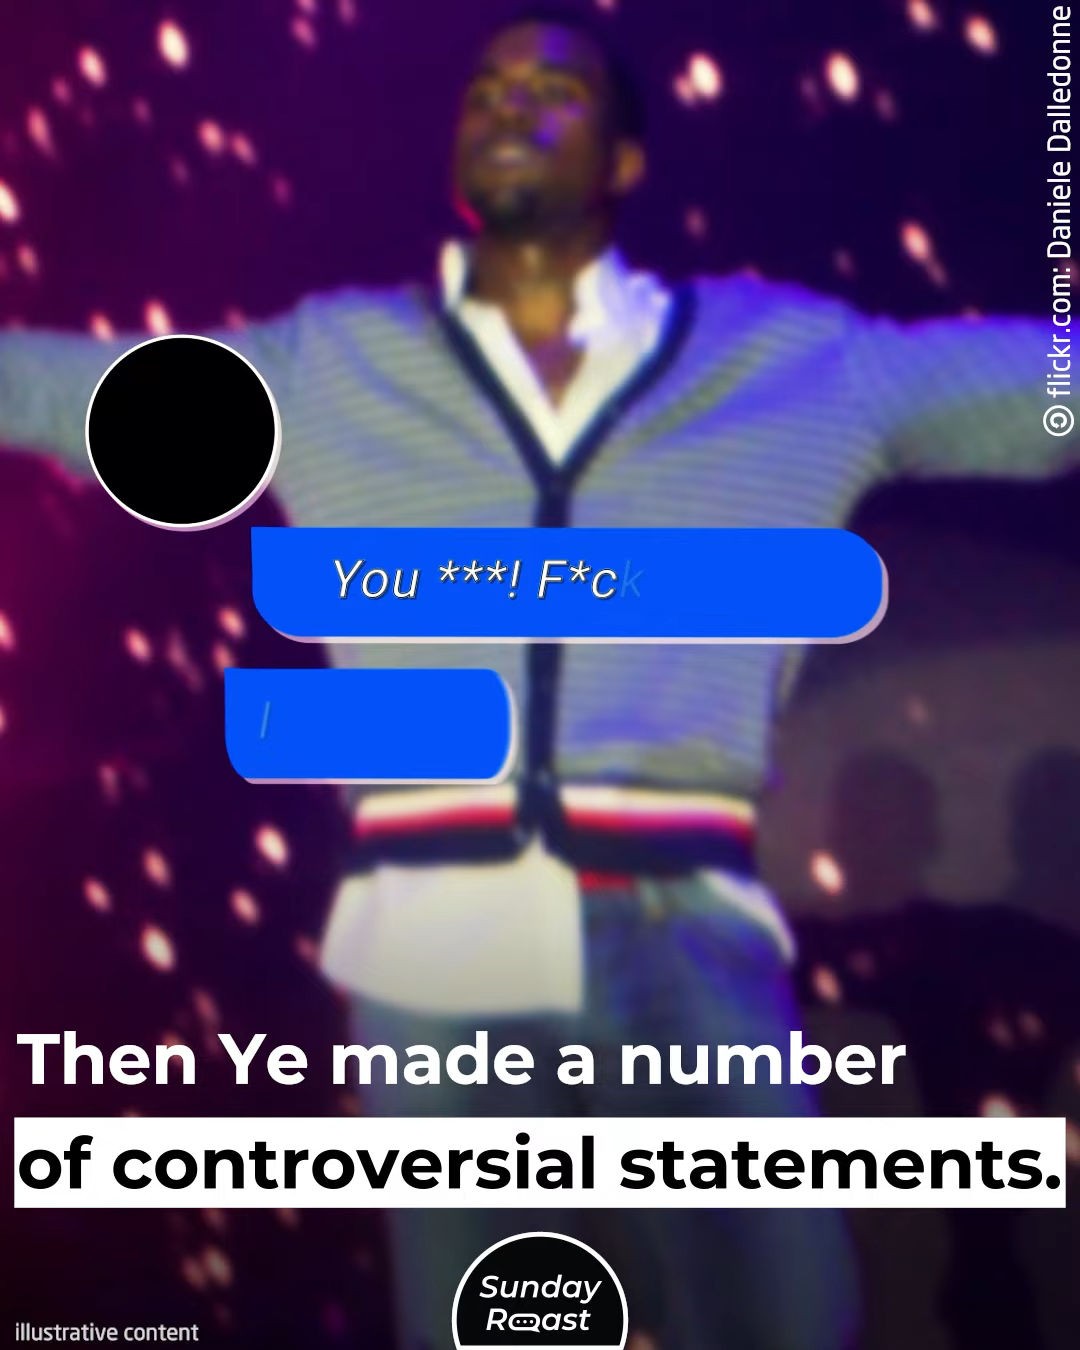 © flickr.com: Daniele Dalledonne
You ***! F*ck
I
Then Ye made a number
of controversial statements.
Sunday
Roast
illustrative content